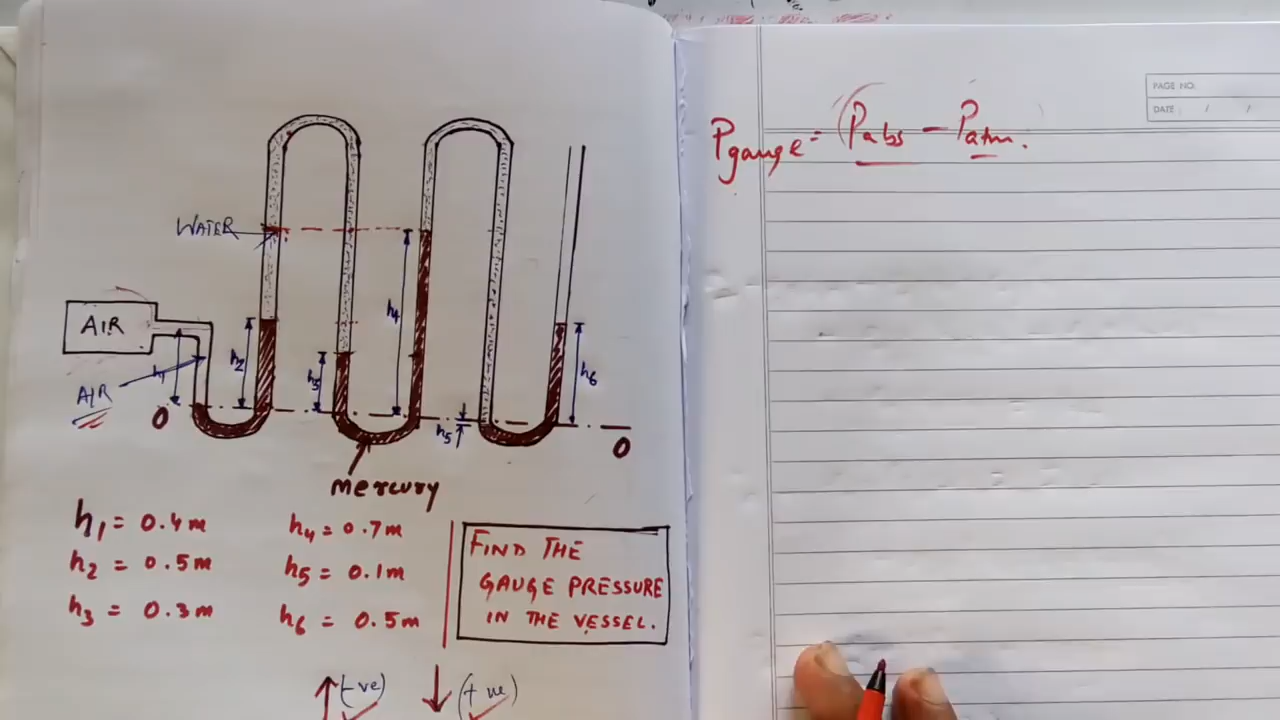 PAGE NO.
DATE : / /
Pgauge = (Pabs - Patm.
WATER
AIR
h1
h2
h3
h4
h5
h6
AIR
O
O
mercury
h1 = 0.4m
h4 = 0.7m
h2 = 0.5m
h5 = 0.1m
h3 = 0.3m
h6 = 0.5m
FIND THE
GAUGE PRESSURE
IN THE VESSEL.
↑(-ve)
↓(+ve)